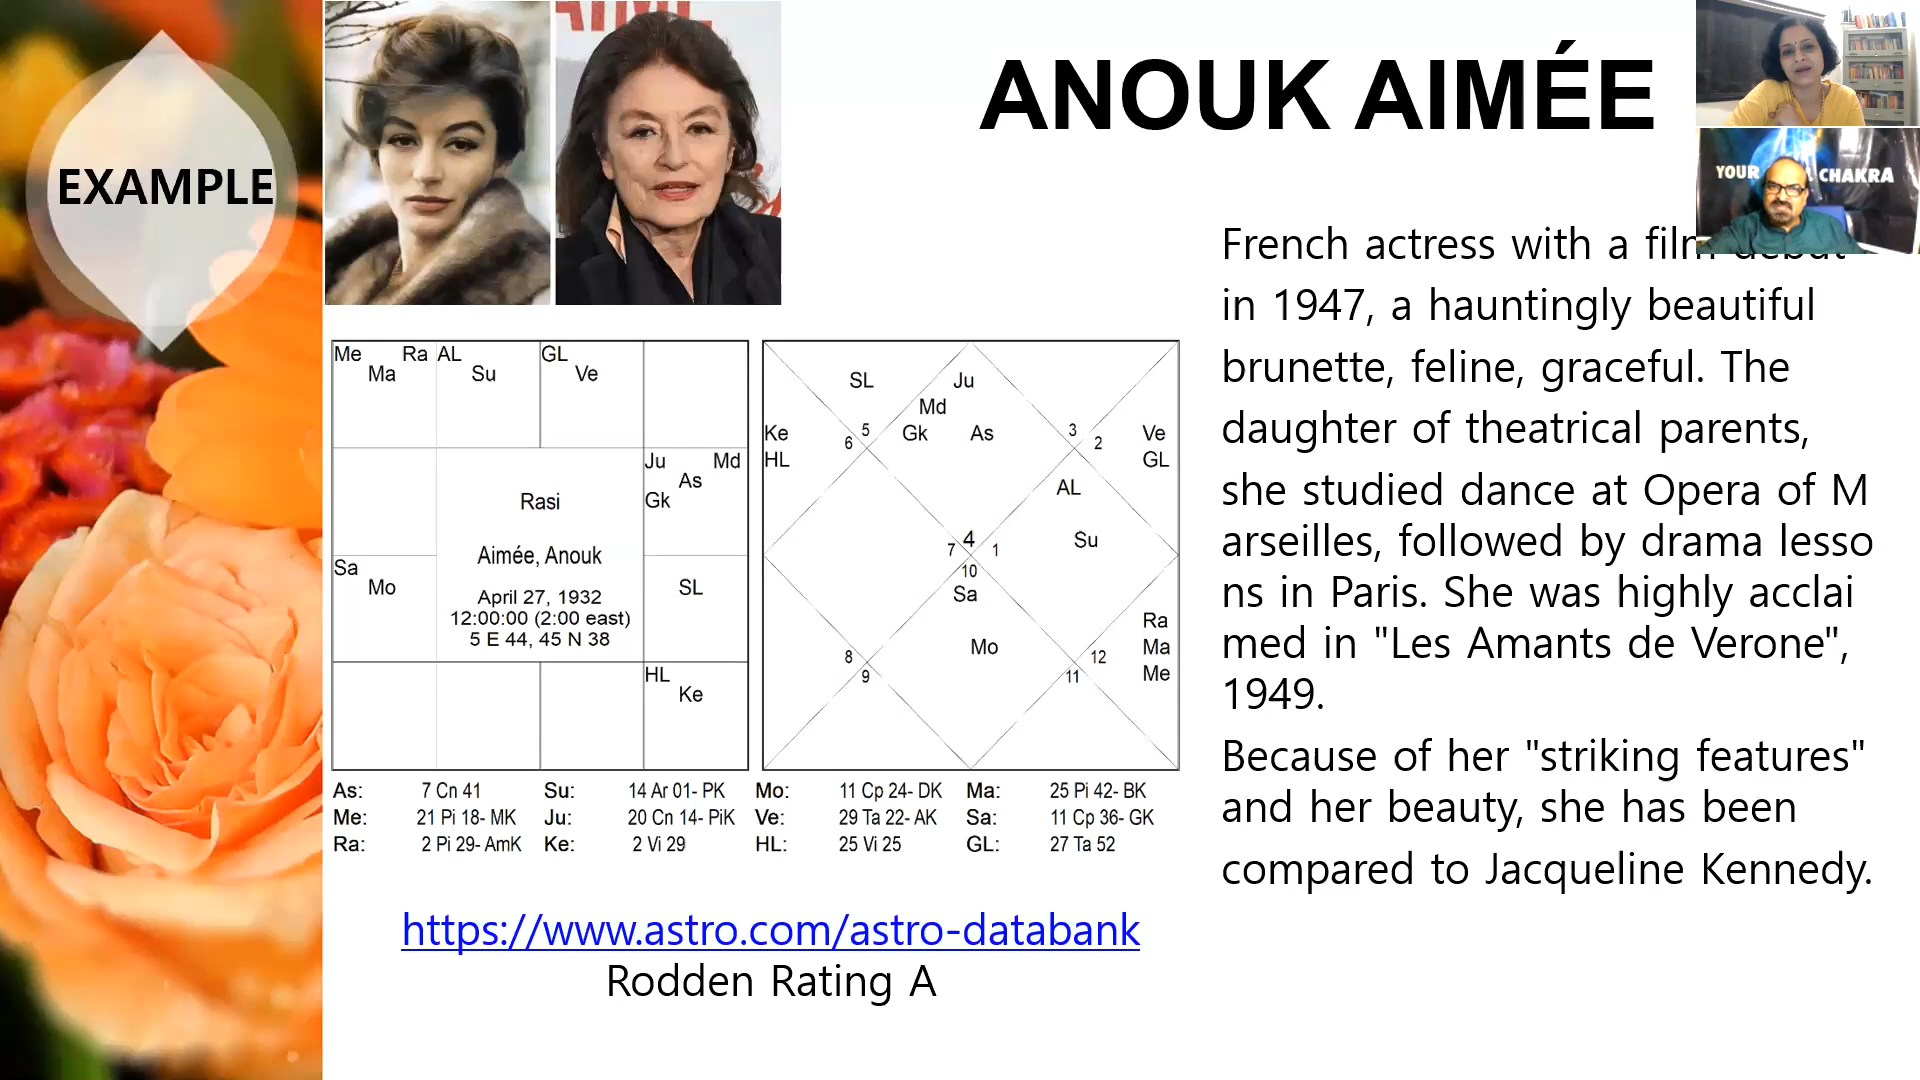 EXAMPLE
AIME
ANOUK AIMÉE
YOUR CHAKRA
French actress with a film debut
in 1947, a hauntingly beautiful
brunette, feline, graceful. The
daughter of theatrical parents,
she studied dance at Opera of M
arseilles, followed by drama lesso
ns in Paris. She was highly acclai
med in "Les Amants de Verone",
1949.
Because of her "striking features"
and her beauty, she has been
compared to Jacqueline Kennedy.
Me Ra AL GL
Ma Su Ve
Ju Md
As
Gk
Rasi
Aimée, Anouk
Sa
Mo SL
April 27, 1932
12:00:00 (2:00 east)
5 E 44, 45 N 38
HL
Ke
SL Ju
Md
Ke 5 Gk As 3 Ve
HL 6 2 GL
AL
4 Su
7 1
10
Sa
Ra
Mo Ma
8 12 Me
9 11
As: 7 Cn 41 Su: 14 Ar 01- PK Mo: 11 Cp 24- DK Ma: 25 Pi 42- BK
Me: 21 Pi 18- MK Ju: 20 Cn 14- PiK Ve: 29 Ta 22- AK Sa: 11 Cp 36- GK
Ra: 2 Pi 29- AmK Ke: 2 Vi 29 HL: 25 Vi 25 GL: 27 Ta 52
https://www.astro.com/astro-databank
Rodden Rating A